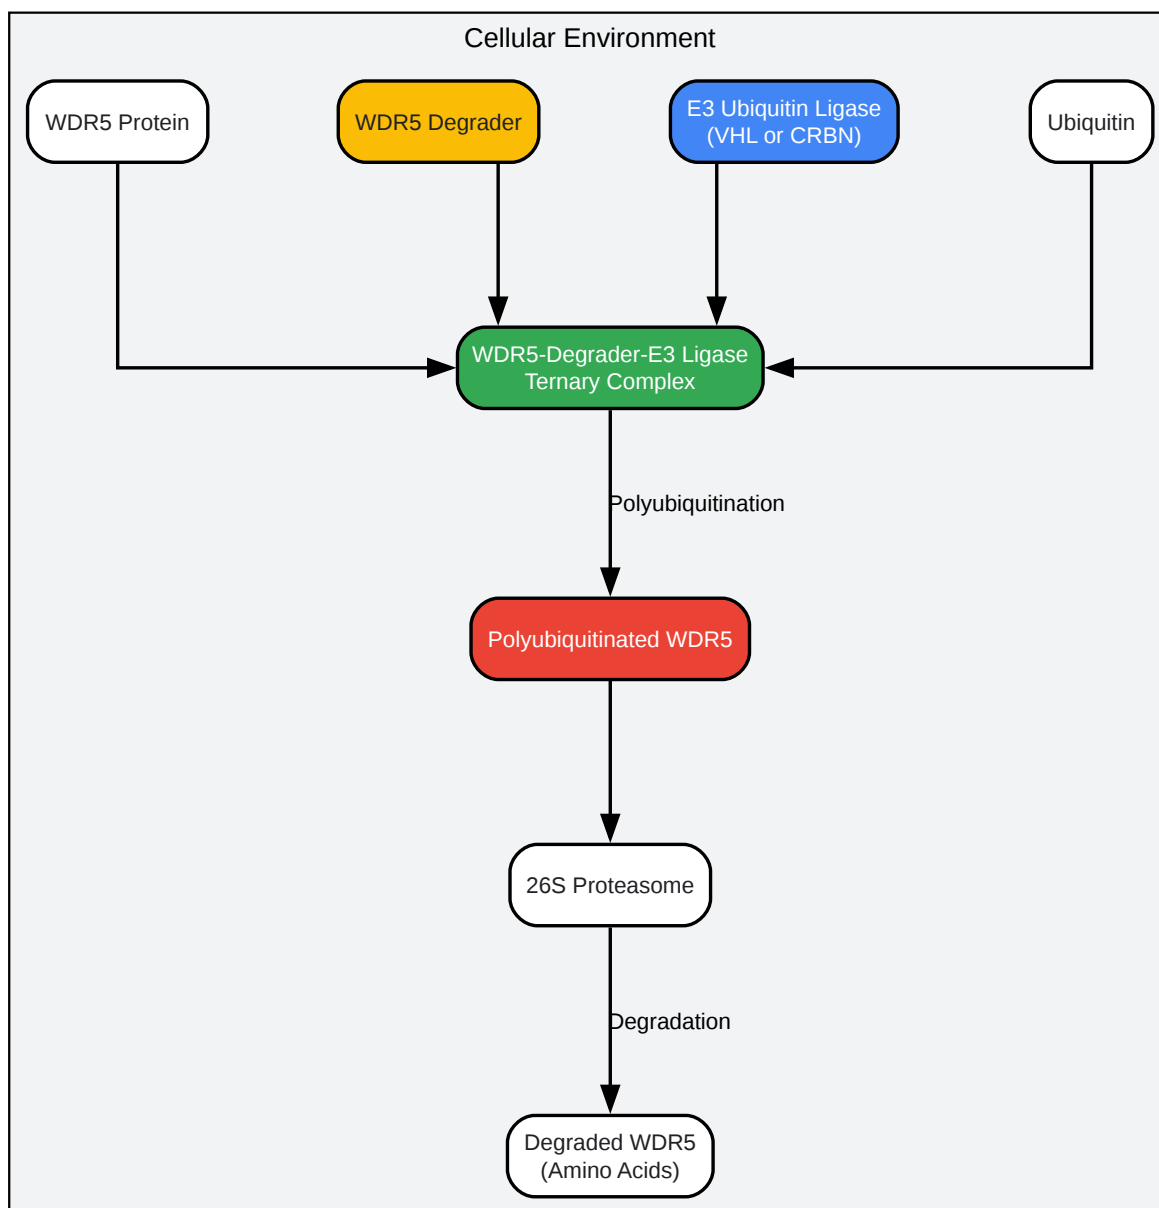 Cellular Environment
WDR5 Protein
WDR5 Degrader
E3 Ubiquitin Ligase
(VHL or CRBN)
Ubiquitin
WDR5-Degrader-E3 Ligase
Ternary Complex
Polyubiquitination
Polyubiquitinated WDR5
26S Proteasome
Degradation
Degraded WDR5
(Amino Acids)